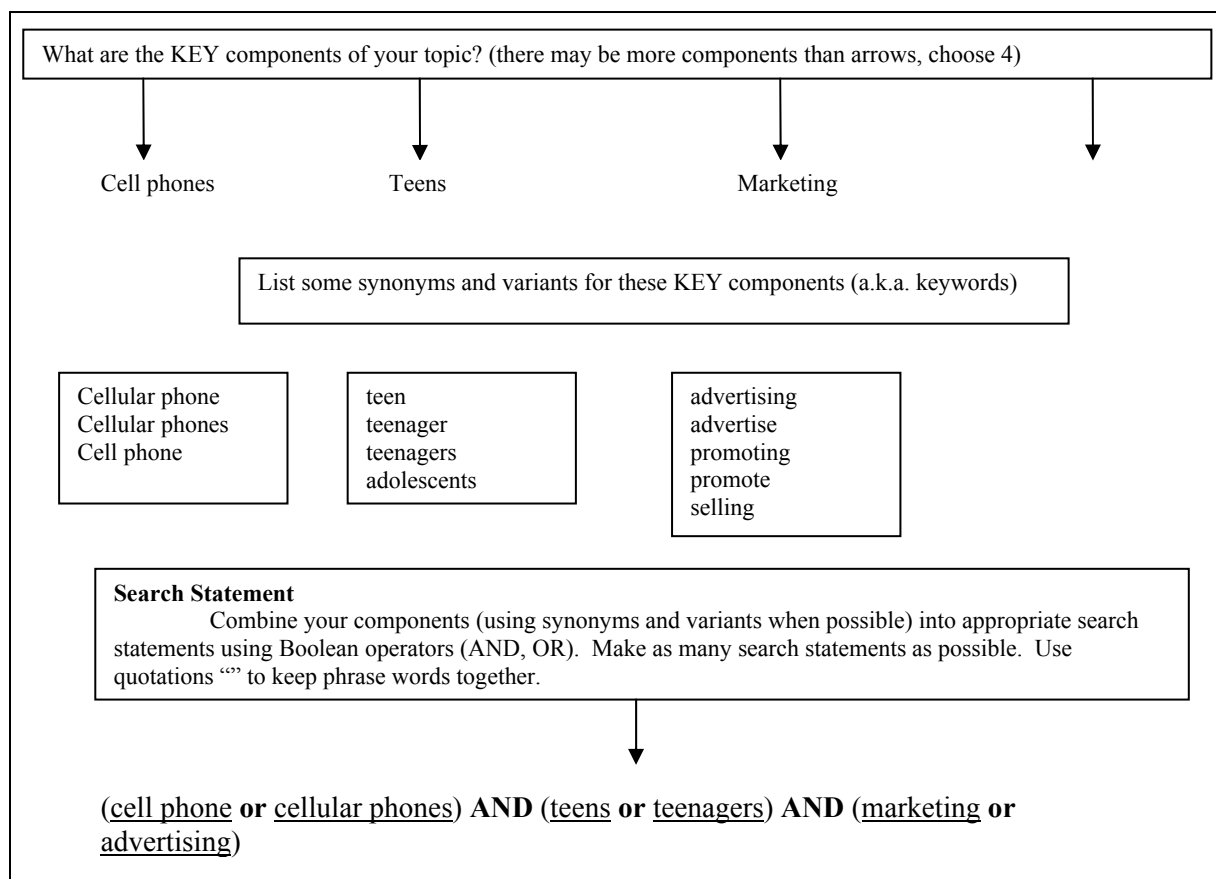 What are the KEY components of your topic? (there may be more components than arrows, choose 4)
Cell phones
Teens
Marketing
List some synonyms and variants for these KEY components (a.k.a. keywords)
Cellular phone
Cellular phones
Cell phone
teen
teenager
teenagers
adolescents
advertising
advertise
promoting
promote
selling
Search Statement
Combine your components (using synonyms and variants when possible) into appropriate search
statements using Boolean operators (AND, OR).  Make as many search statements as possible.  Use
quotations “” to keep phrase words together.
(cell phone or cellular phones) AND (teens or teenagers) AND (marketing or
advertising)